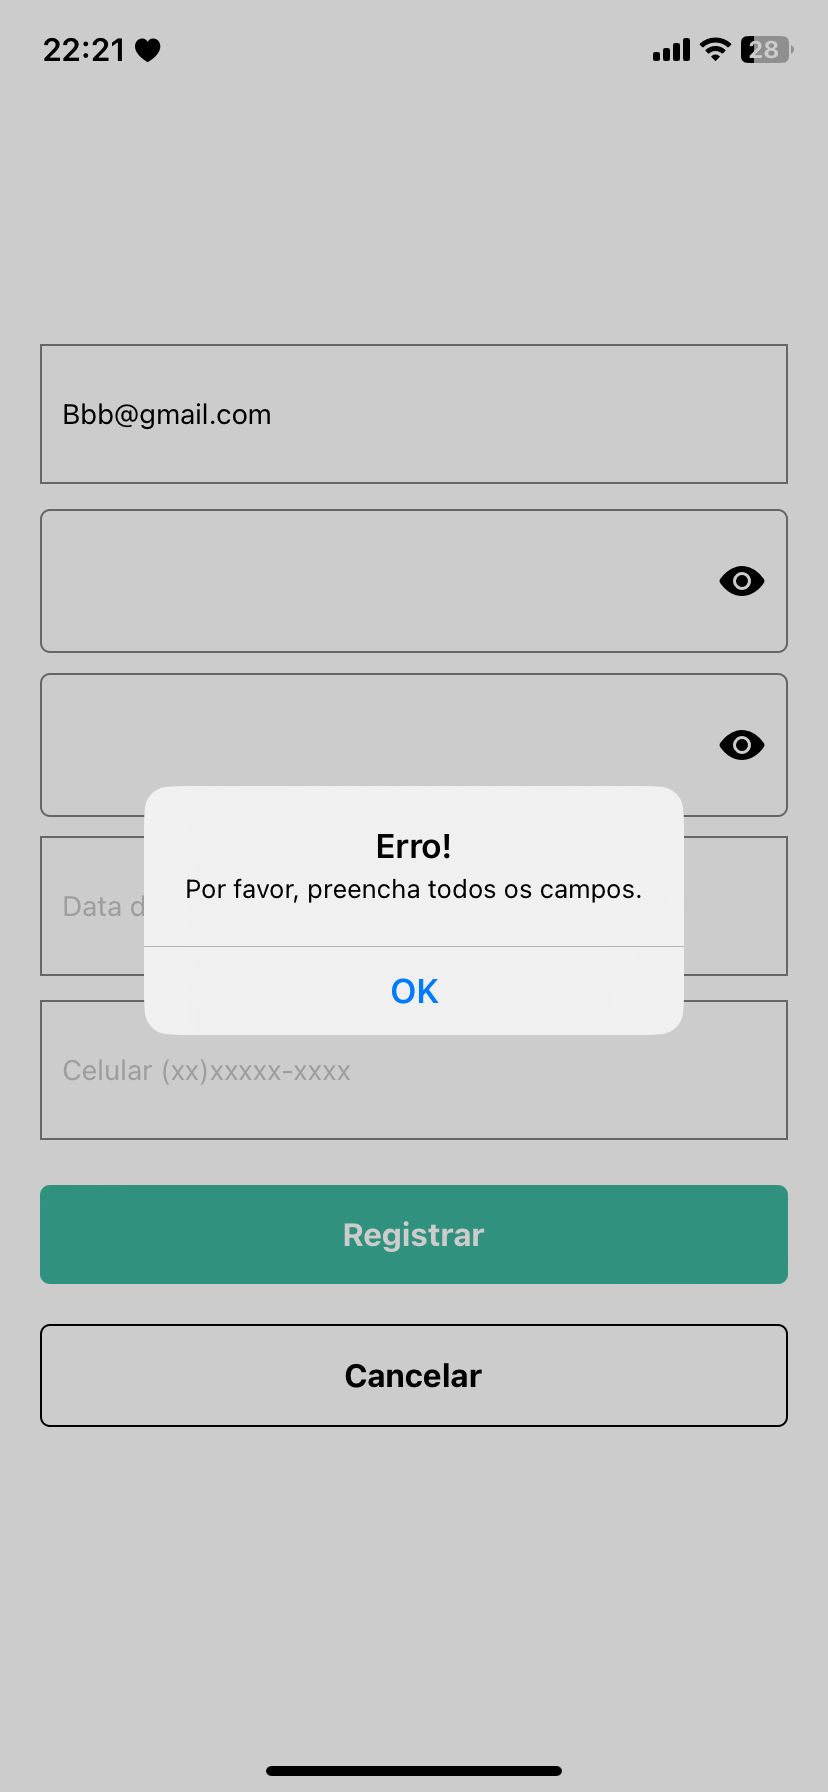 22:21
28
Bbb@gmail.com
Data d
Erro!
Por favor, preencha todos os campos.
OK
Celular (xx)xxxxx-xxxx
Registrar
Cancelar